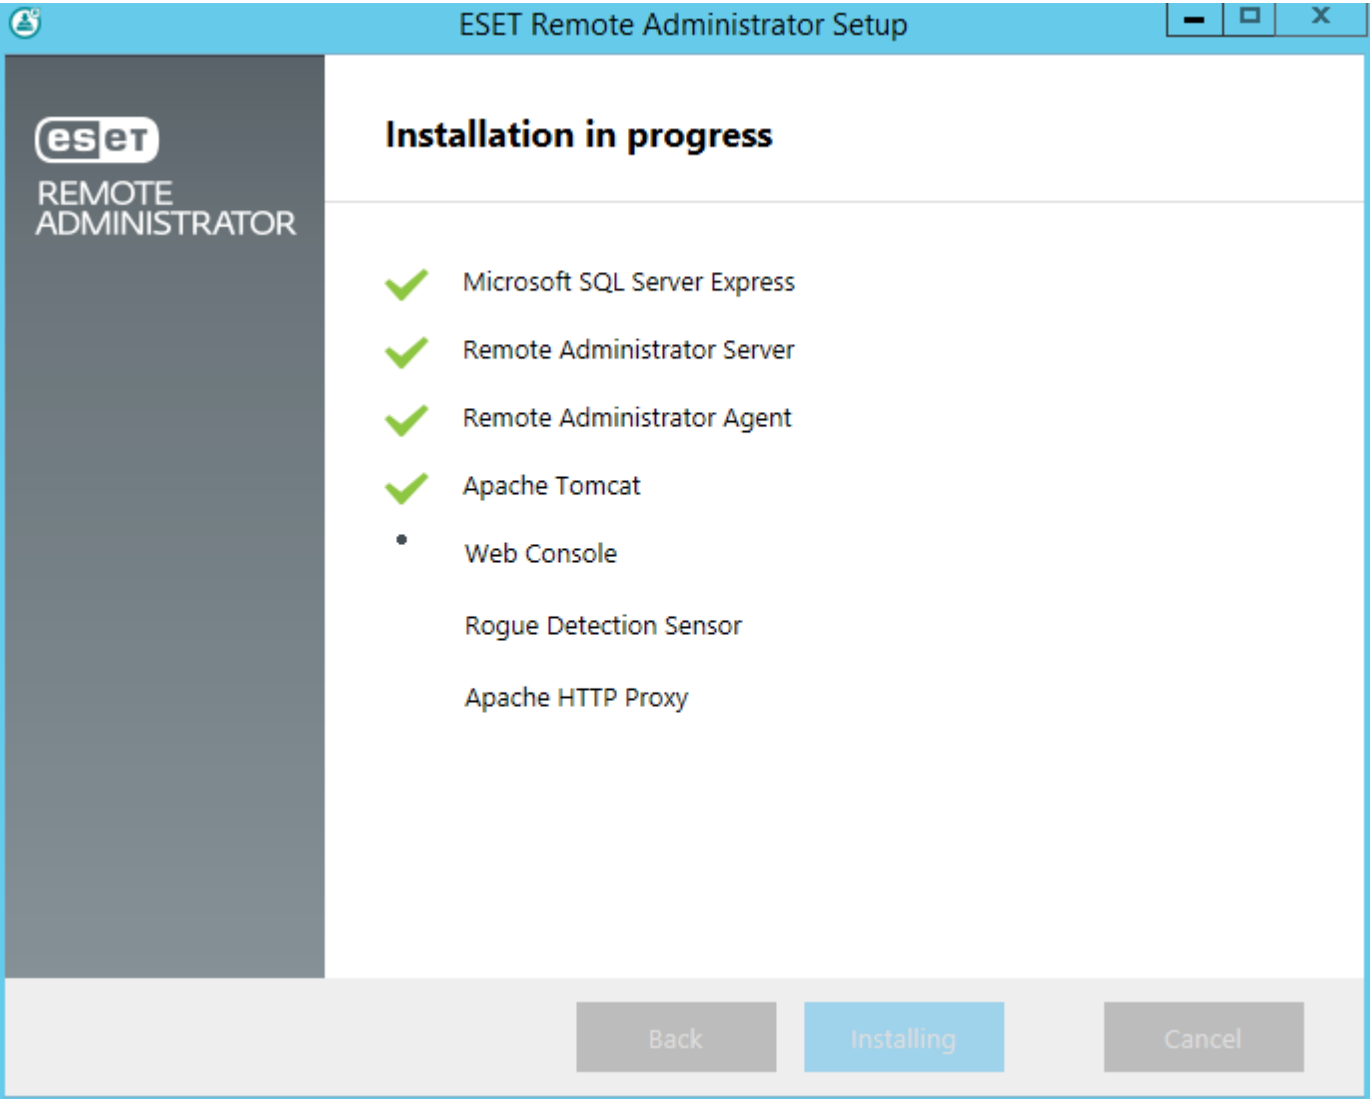 ESET Remote Administrator Setup
eset
REMOTE
ADMINISTRATOR
Installation in progress
Microsoft SQL Server Express
Remote Administrator Server
Remote Administrator Agent
Apache Tomcat
Web Console
Rogue Detection Sensor
Apache HTTP Proxy
Back
Installing
Cancel